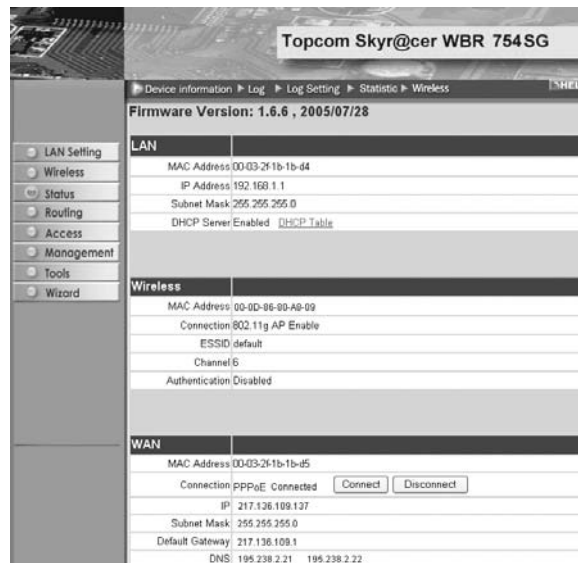 Topcom Skyr@cer WBR 754SG
Device information Log Log Setting Statistic Wireless HEL
Firmware Version: 1.6.6 , 2005/07/28
LAN Setting
Wireless
Status
Routing
Access
Management
Tools
Wizard
LAN
MAC Address 00-03-2f-1b-1b-d4
IP Address 192.168.1.1
Subnet Mask 255.255.255.0
DHCP Server Enabled DHCP Table
Wireless
MAC Address 00-0D-86-80-A8-09
Connection 802.11g AP Enable
ESSID default
Channel 6
Authentication Disabled
WAN
MAC Address 00-03-2f-1b-1b-d5
Connection PPPoE Connected Connect Disconnect
IP 217.136.109.137
Subnet Mask 255.255.255.0
Default Gateway 217.136.109.1
DNS 195.238.2.21 195.238.2.22